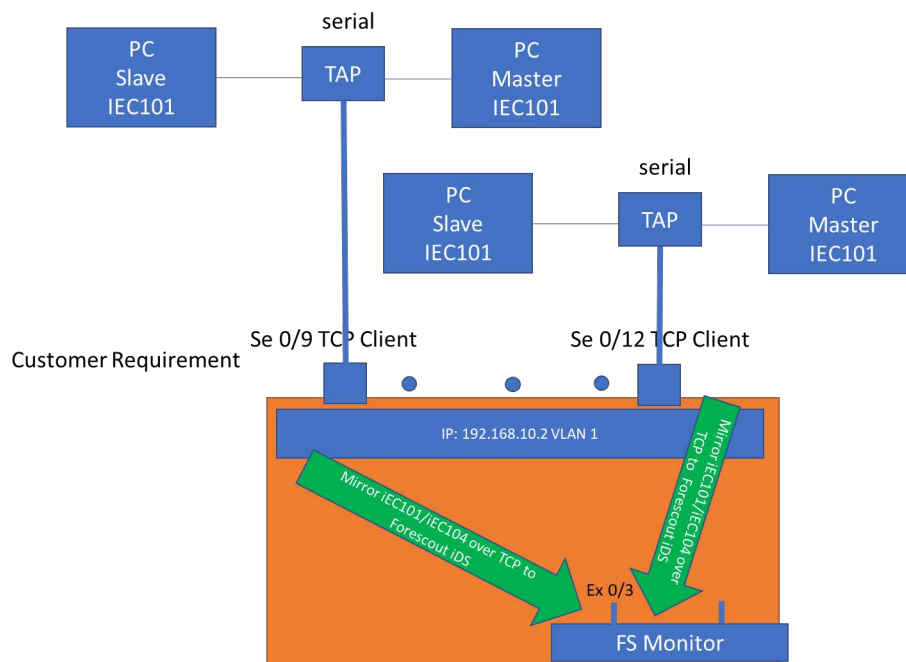 serial
PC
Slave
IEC101
TAP
PC
Master
IEC101
serial
PC
Slave
IEC101
TAP
PC
Master
IEC101
Customer Requirement
Se 0/9 TCP Client
Se 0/12 TCP Client
IP: 192.168.10.2 VLAN 1
Mirror iEC101/iEC104 over TCP to
Forescout iDS
Mirror iEC101/iEC104 over
TCP to Forescout iDS
Ex 0/3
FS Monitor